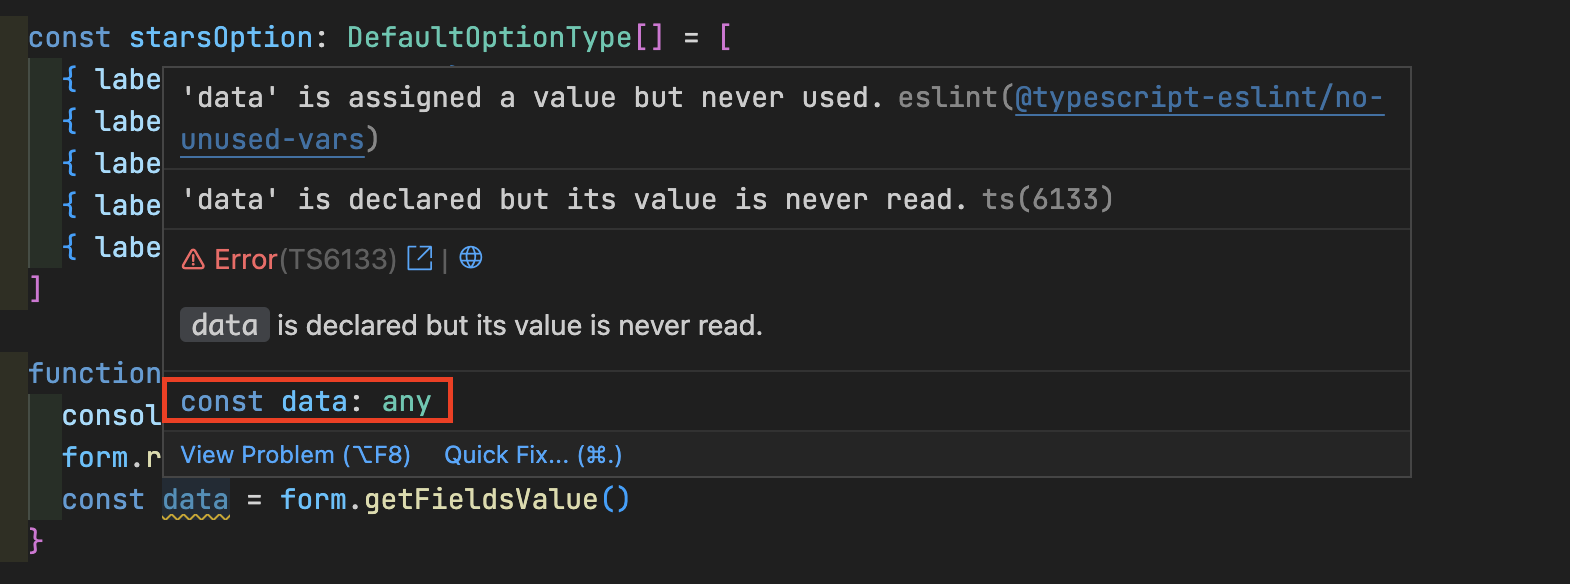 const starsOption: DefaultOptionType[] = [
{ labe
'data' is assigned a value but never used. eslint(@typescript-eslint/no-
{ labe
unused-vars)
{ labe
{ labe
'data' is declared but its value is never read. ts(6133)
{ labe
Error(TS6133) |
]
data is declared but its value is never read.
function
const data: any
consol
View Problem (⌥F8) Quick Fix... (⌘.)
form.r
const data = form.getFieldsValue()
}